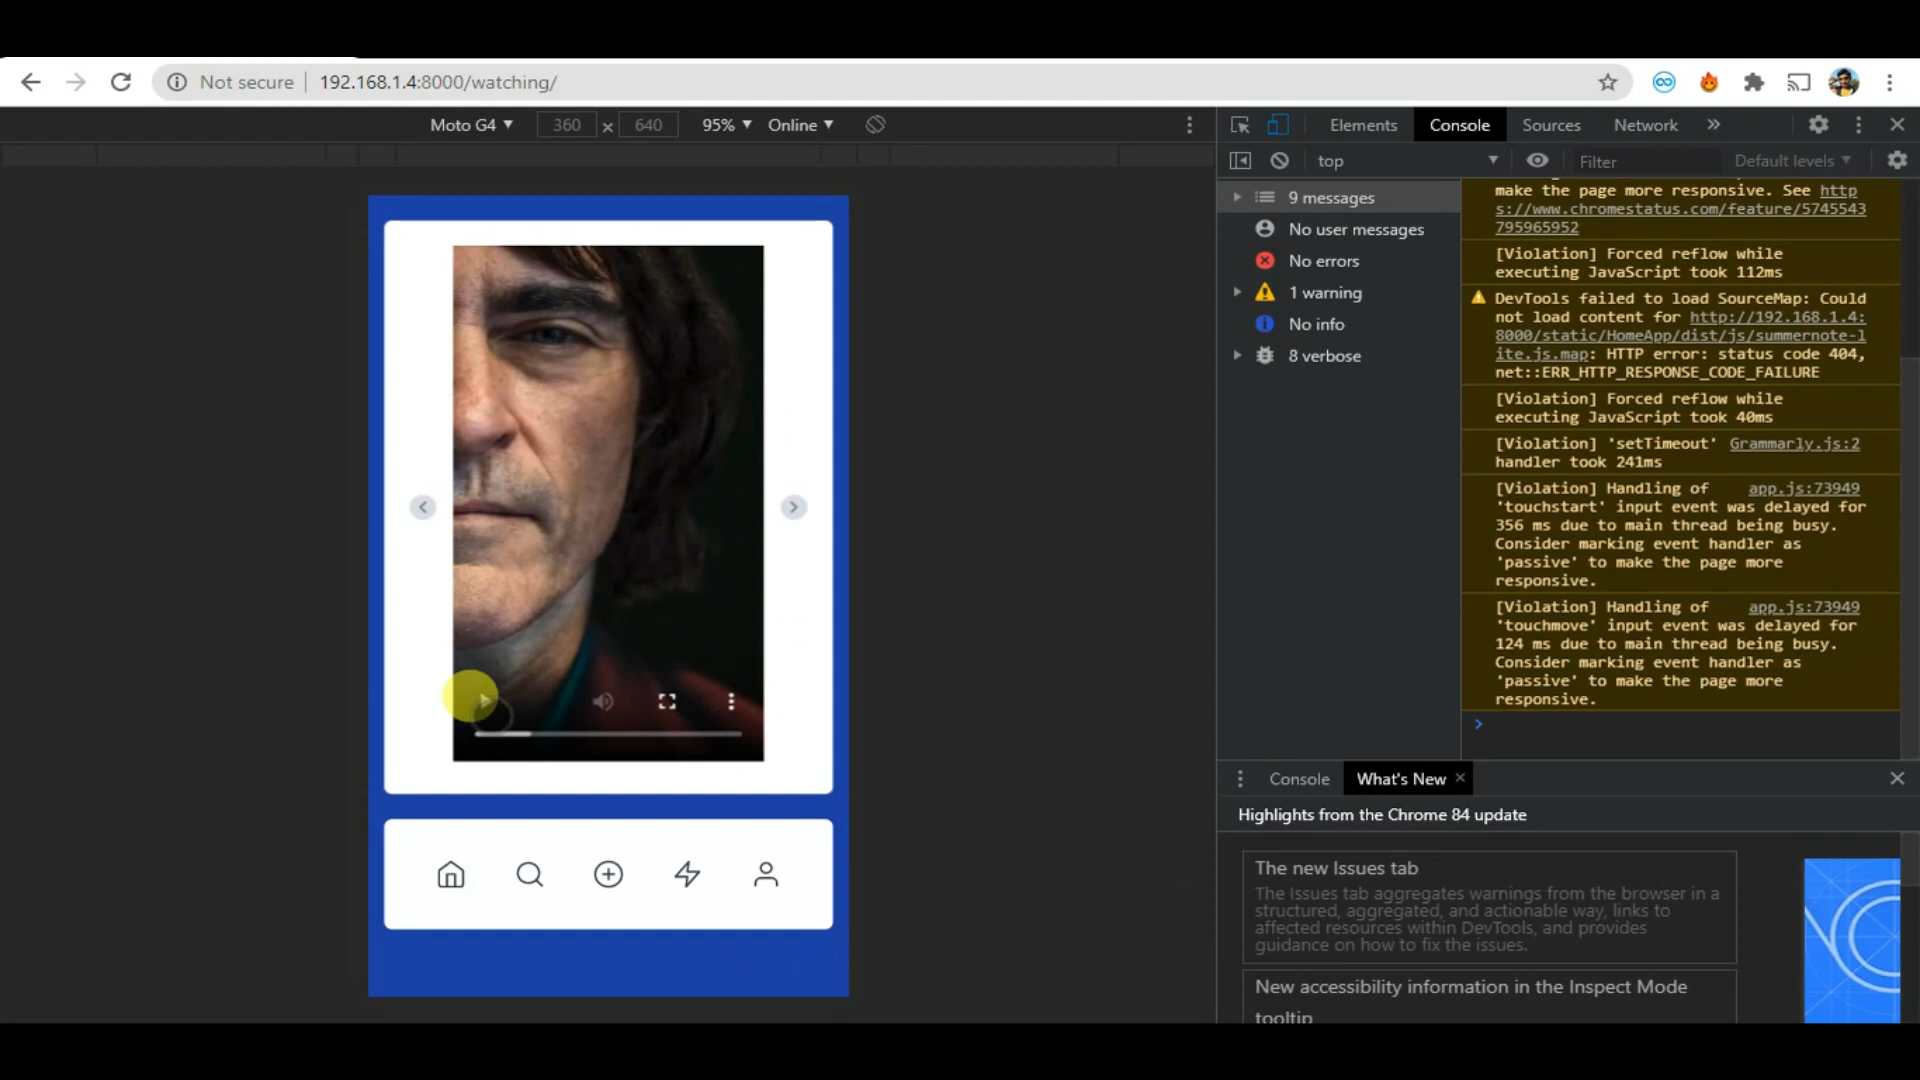 Not secure
192.168.1.4:8000/watching/
Moto G4
360
x
640
95%
Online
Elements
Console
Sources
Network
top
Filter
Default levels
9 messages
No user messages
No errors
1 warning
No info
8 verbose
make the page more responsive. See http
s://www.chromestatus.com/feature/5745543
795965952
[Violation] Forced reflow while
executing JavaScript took 112ms
DevTools failed to load SourceMap: Could
not load content for http://192.168.1.4:
8000/static/HomeApp/dist/js/summernote-l
ite.js.map: HTTP error: status code 404,
net::ERR_HTTP_RESPONSE_CODE_FAILURE
[Violation] Forced reflow while
executing JavaScript took 40ms
[Violation] 'setTimeout' Grammarly.js:2
handler took 241ms
[Violation] Handling of app.js:73949
'touchstart' input event was delayed for
356 ms due to main thread being busy.
Consider marking event handler as
'passive' to make the page more
responsive.
[Violation] Handling of app.js:73949
'touchmove' input event was delayed for
124 ms due to main thread being busy.
Consider marking event handler as
'passive' to make the page more
responsive.
Console
What's New
Highlights from the Chrome 84 update
The new Issues tab
The Issues tab aggregates warnings from the browser in a
structured, aggregated, and actionable way, links to
affected resources within DevTools, and provides
guidance on how to fix the issues.
New accessibility information in the Inspect Mode
tooltip